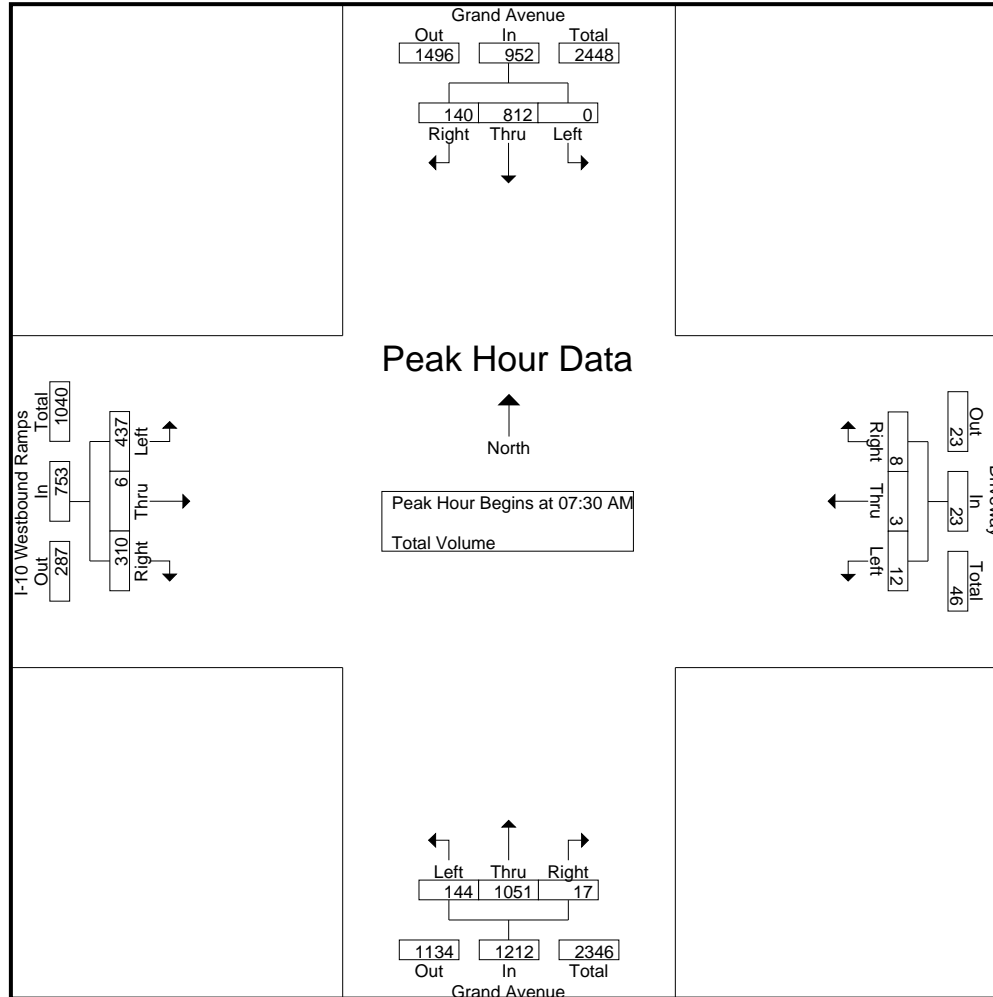 Grand Avenue
Out In Total
1496 952 2448
140 812 0
Right Thru Left
Peak Hour Data
North
Peak Hour Begins at 07:30 AM
Total Volume
I-10 Westbound Ramps
Total In Out
1040 753 287
437 6 310
Left Thru Right
Out In Total
23 23 46
8 3 12
Right Thru Left
Left Thru Right
144 1051 17
1134 1212 2346
Out In Total
Grand Avenue